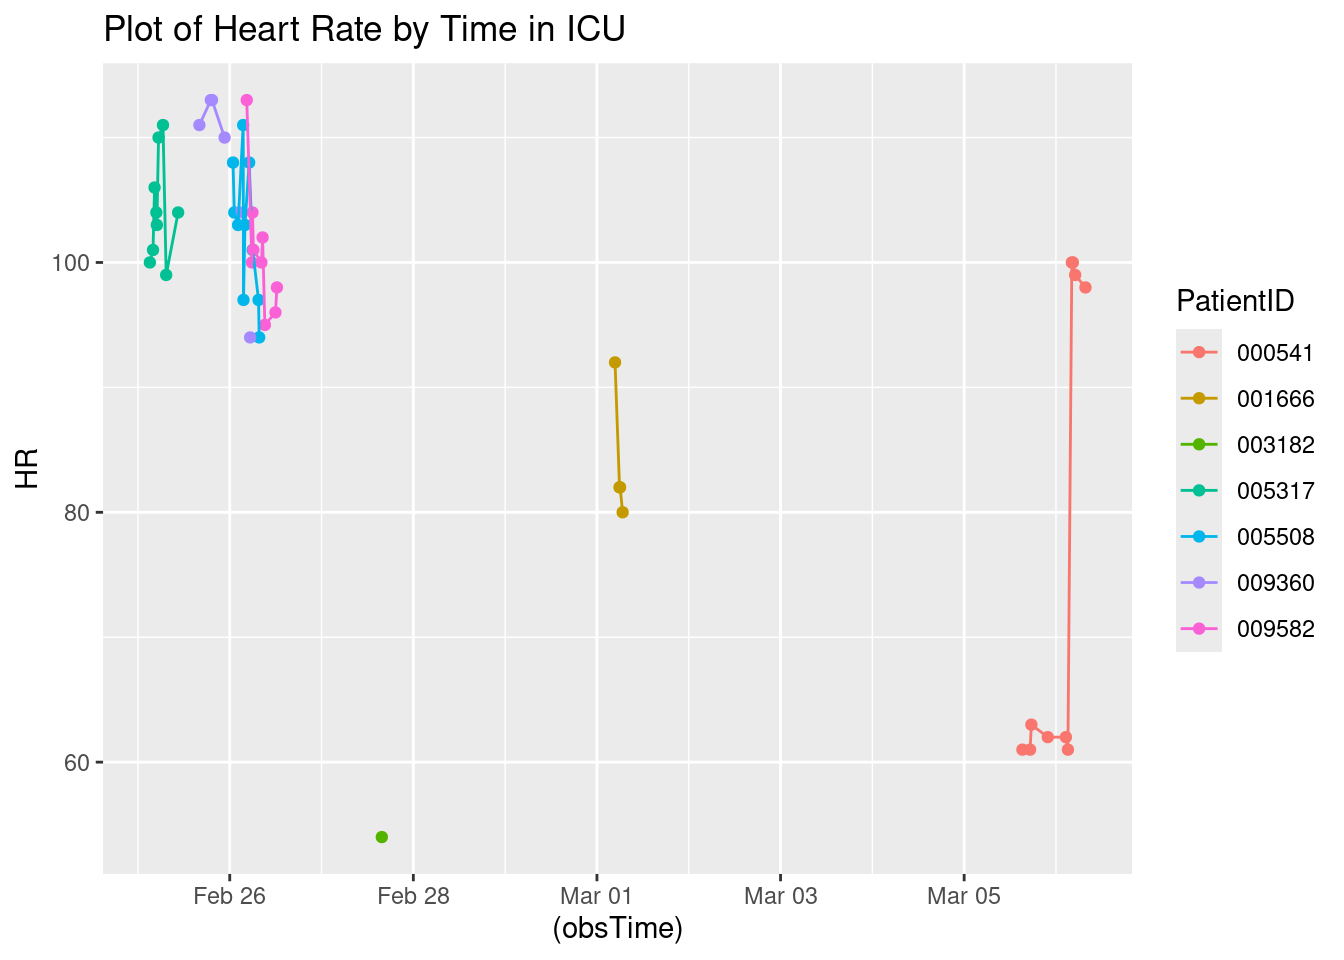 Plot of Heart Rate by Time in ICU
HR
100
80
60
Feb 26
Feb 28
Mar 01
Mar 03
Mar 05
(obsTime)
PatientID
000541
001666
003182
005317
005508
009360
009582